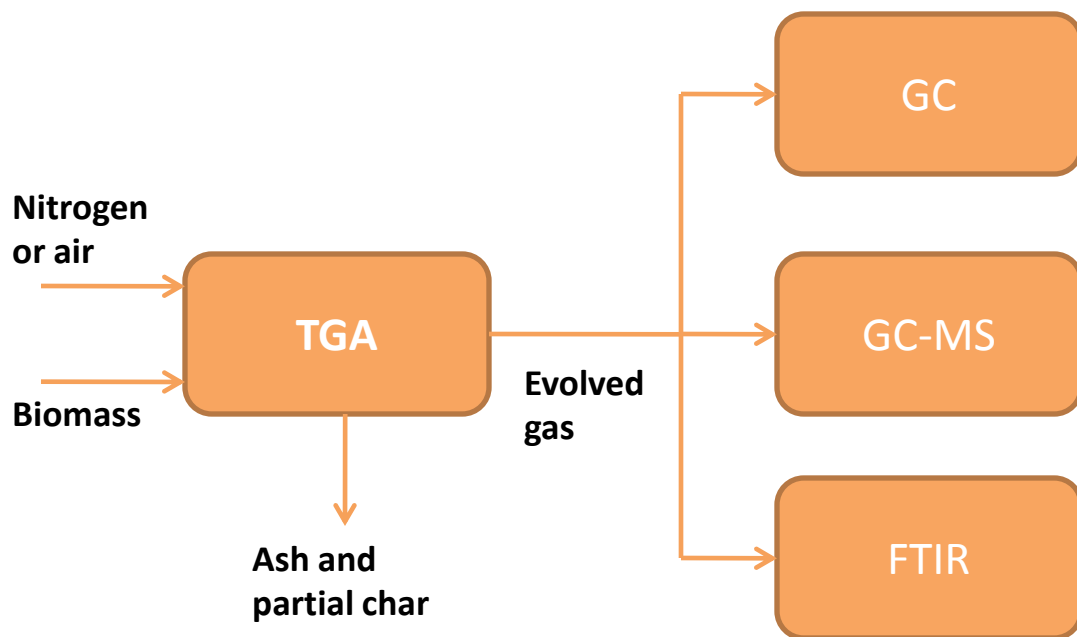 Nitrogen
or air
Biomass
TGA
Ash and
partial char
Evolved
gas
GC
GC-MS
FTIR